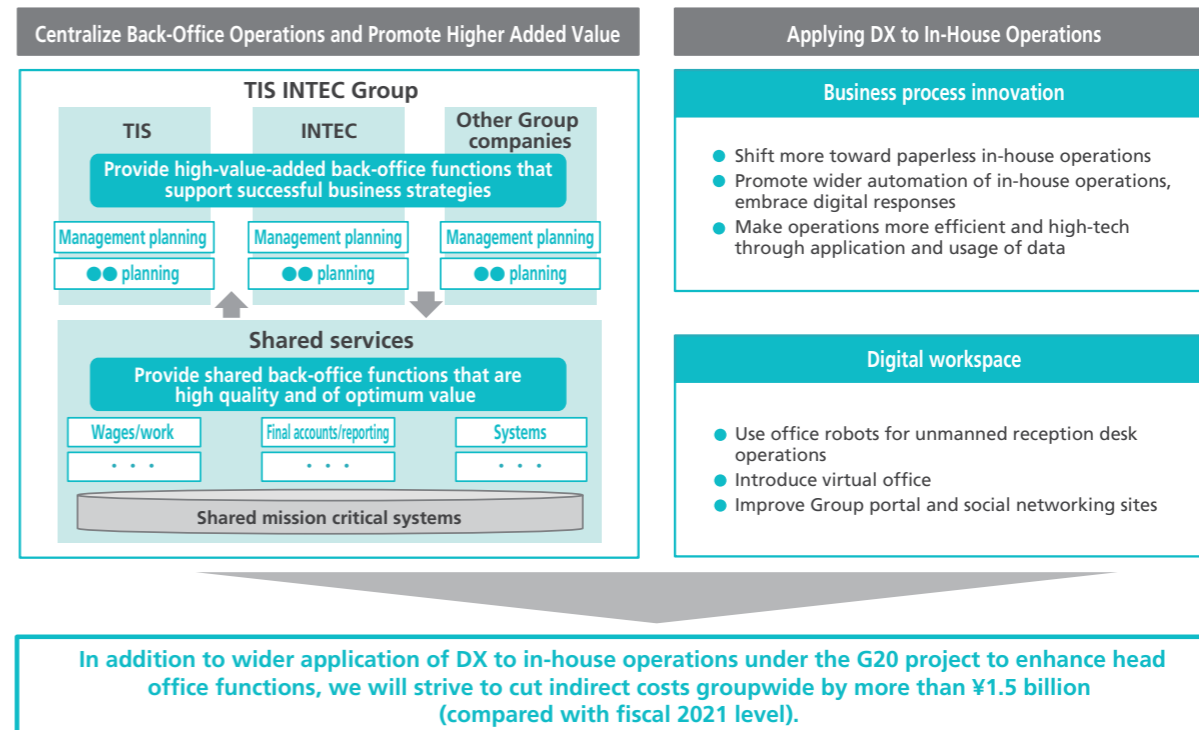 Centralize Back-Office Operations and Promote Higher Added Value
TIS INTEC Group
TIS
INTEC
Other Group
companies
Provide high-value-added back-office functions that
support successful business strategies
Management planning
Management planning
Management planning
●● planning
●● planning
●● planning
Shared services
Provide shared back-office functions that are
high quality and of optimum value
Wages/work
Final accounts/reporting
Systems
・・・
・・・
・・・
Shared mission critical systems
Applying DX to In-House Operations
Business process innovation
● Shift more toward paperless in-house operations
● Promote wider automation of in-house operations,
embrace digital responses
● Make operations more efficient and high-tech
through application and usage of data
Digital workspace
● Use office robots for unmanned reception desk
operations
● Introduce virtual office
● Improve Group portal and social networking sites
In addition to wider application of DX to in-house operations under the G20 project to enhance head
office functions, we will strive to cut indirect costs groupwide by more than ¥1.5 billion
(compared with fiscal 2021 level).